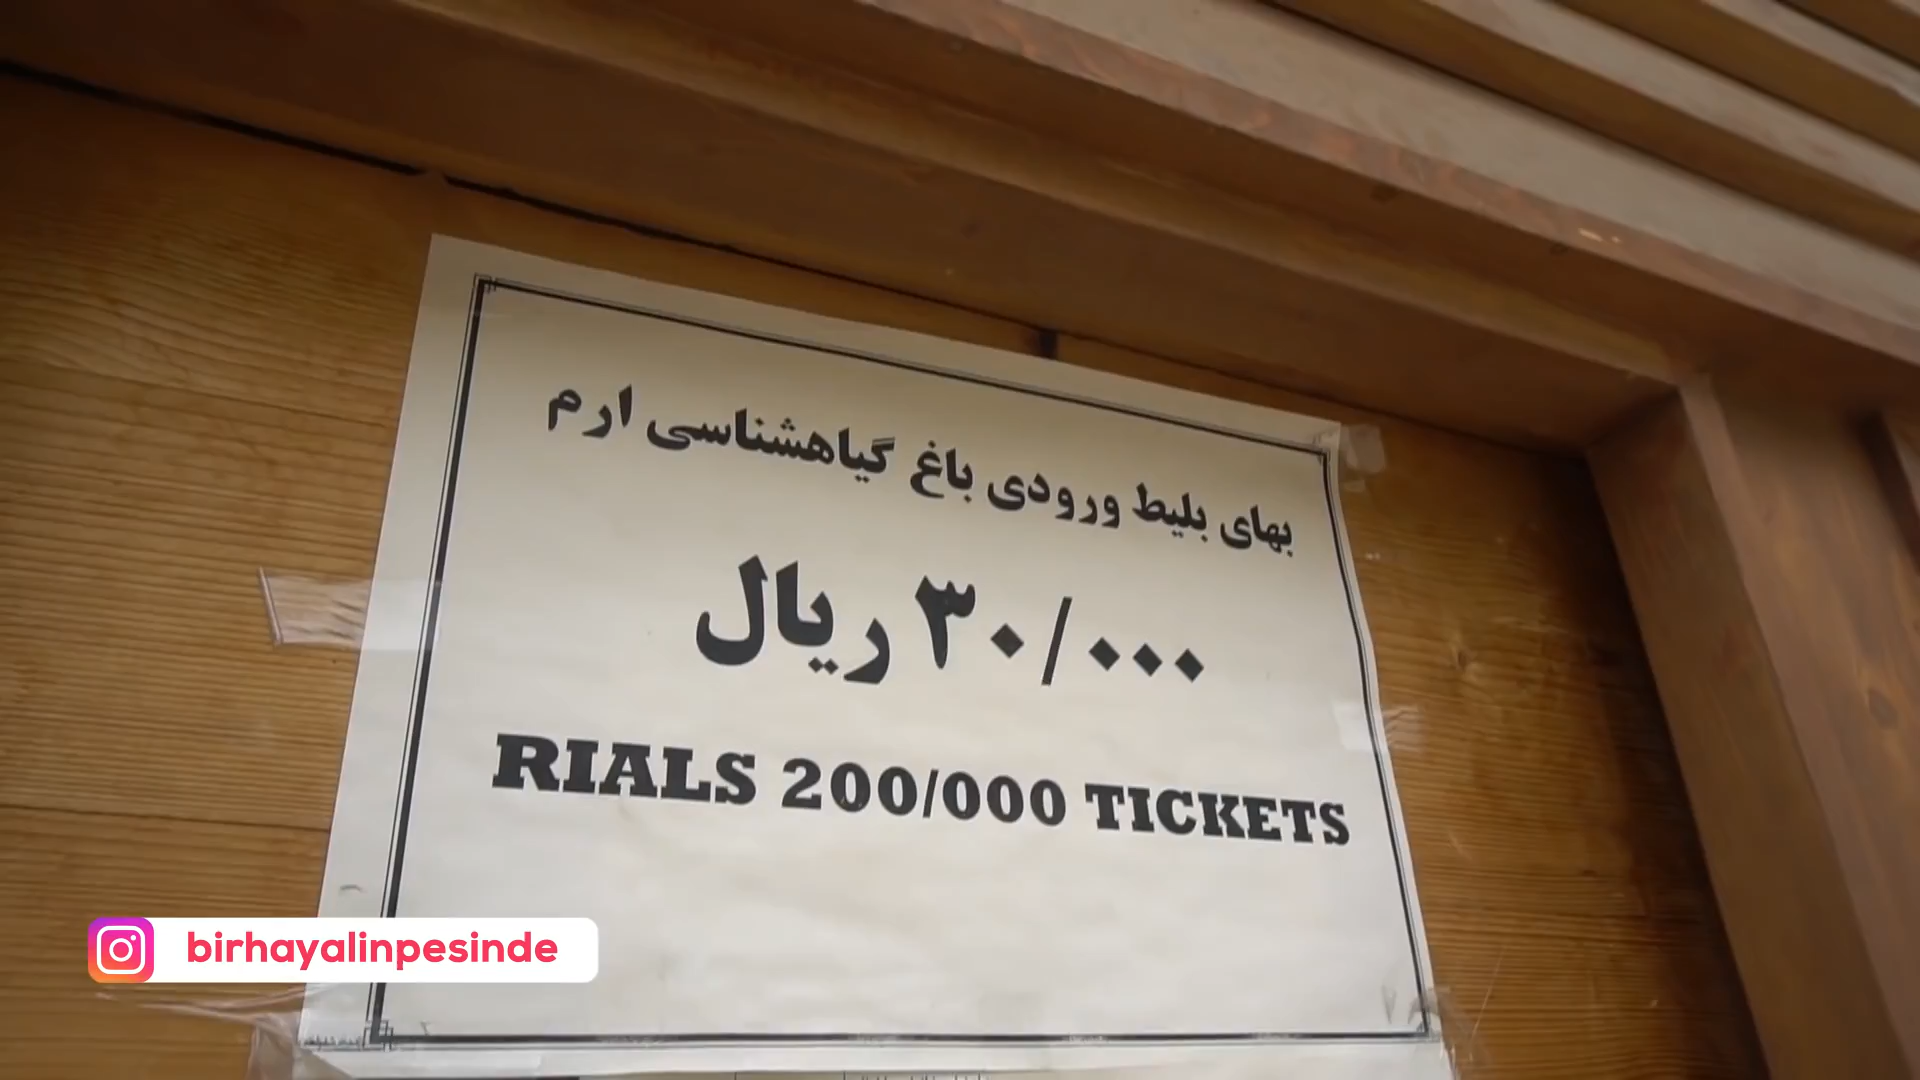 بهای بلیط ورودی باغ گیاهشناسی ارم
۳۰/۰۰۰ ریال
RIALS 200/000 TICKETS
birhayalinpesinde